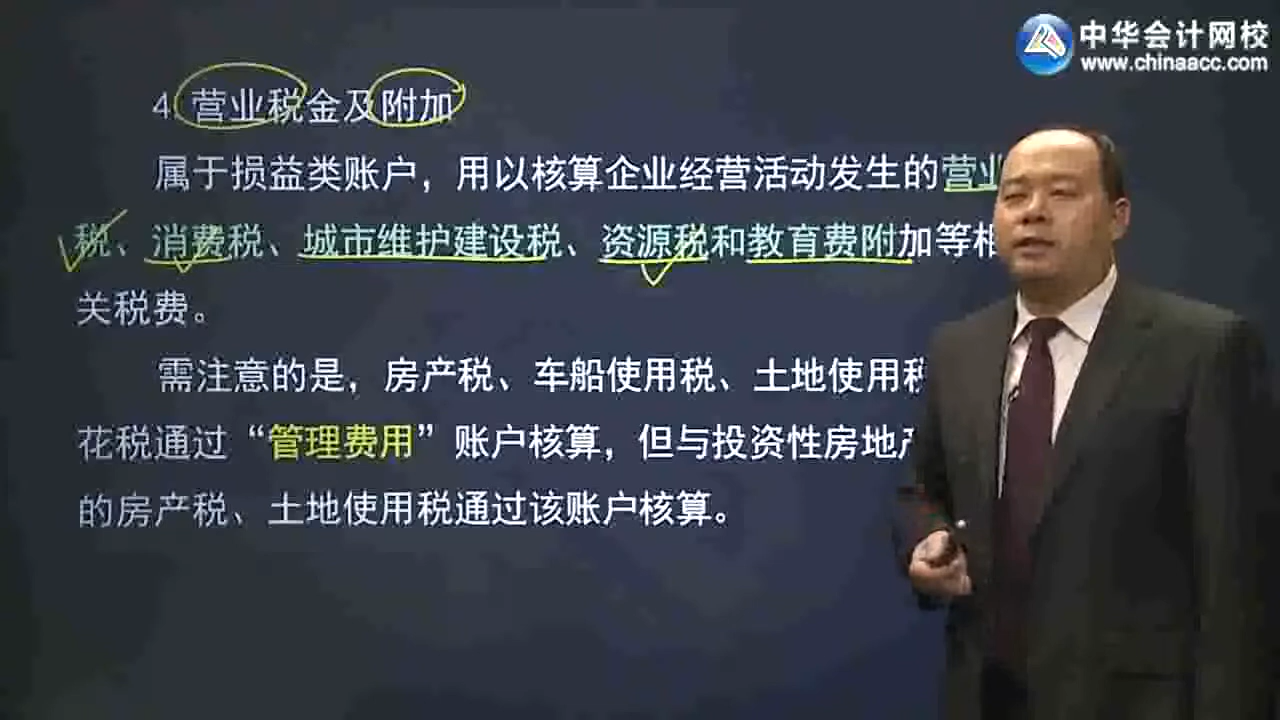 中华会计网校
www.chinaacc.com
4 营业税金及附加
属于损益类账户，用以核算企业经营活动发生的营业
税、消费税、城市维护建设税、资源税和教育费附加等相
关税费。
需注意的是，房产税、车船使用税、土地使用税
花税通过“管理费用”账户核算，但与投资性房地产
的房产税、土地使用税通过该账户核算。